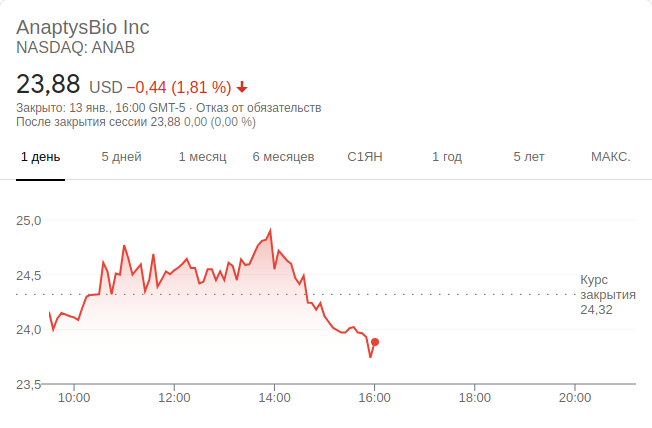 AnaptysBio Inc
NASDAQ: ANAB
23,88 USD −0,44 (1,81 %)
Закрыто: 13 янв., 16:00 GMT-5 · Отказ от обязательств
После закрытия сессии 23,88 0,00 (0,00 %)
1 день 5 дней 1 месяц 6 месяцев С1ЯН 1 год 5 лет МАКС.
25,0
24,5
Курс
закрытия
24,32
24,0
23,5
10:00 12:00 14:00 16:00 18:00 20:00